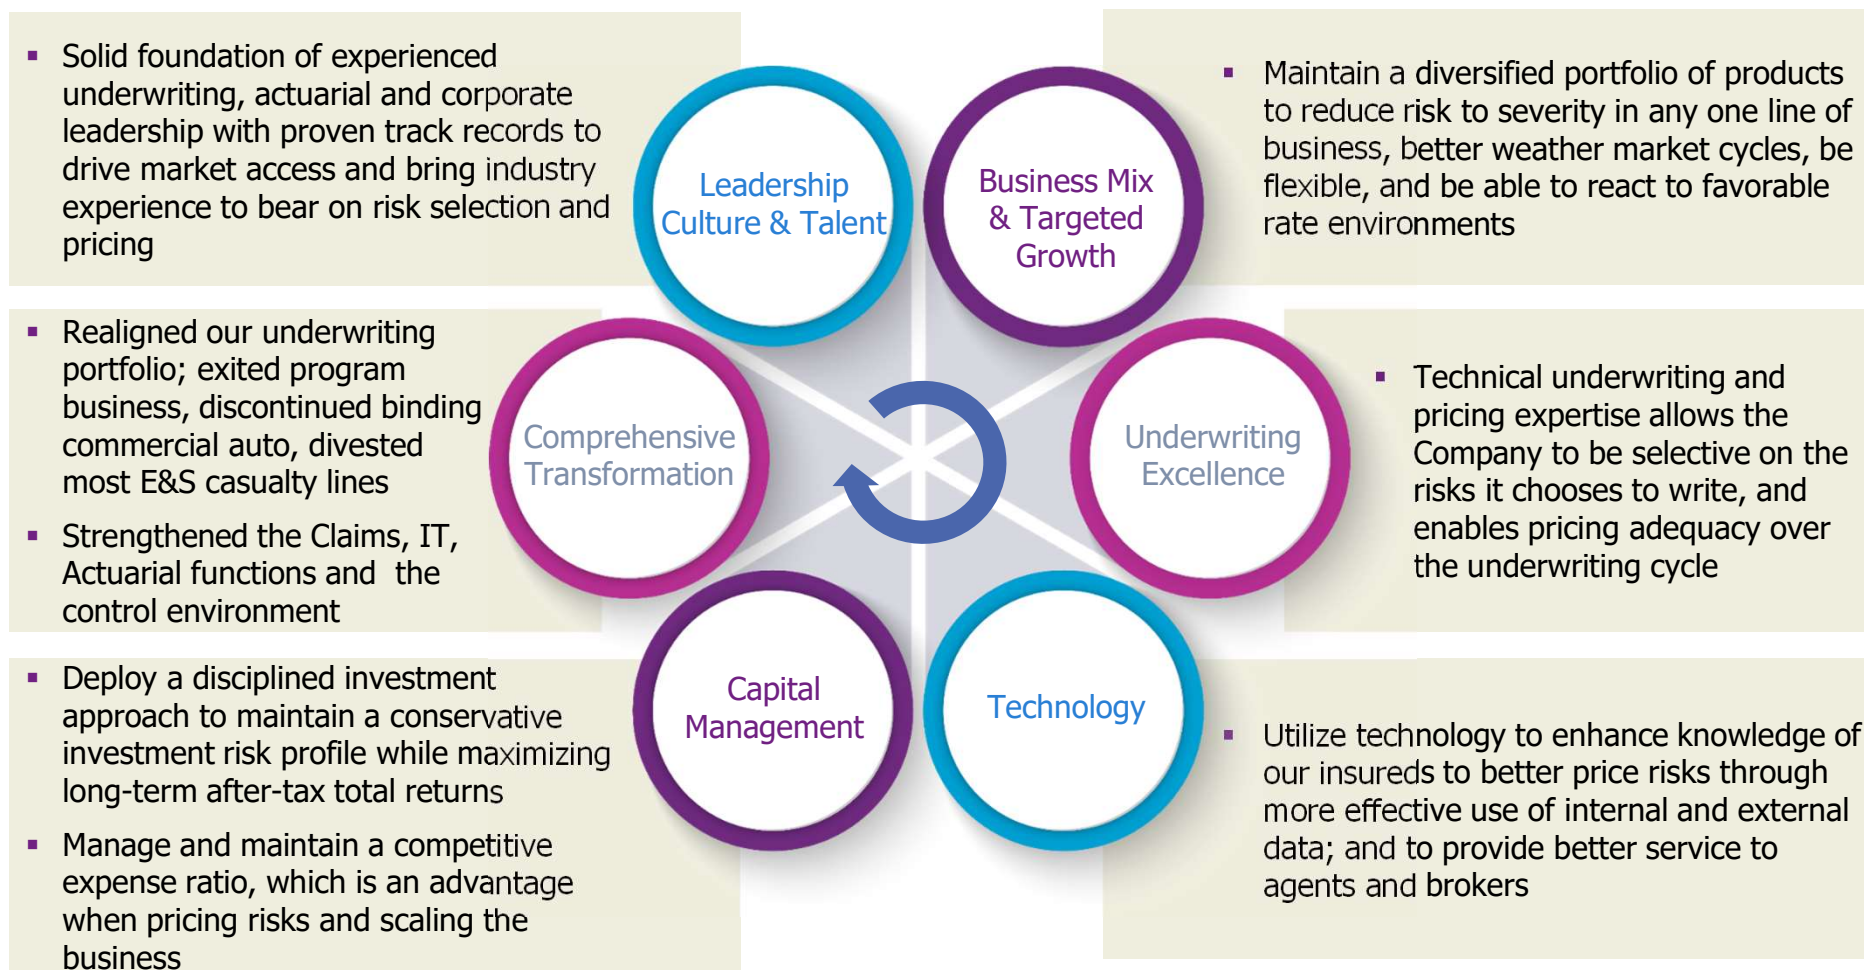 ▪ Solid foundation of experienced
underwriting, actuarial and corporate
leadership with proven track records to
drive market access and bring industry
experience to bear on risk selection and
pricing
Leadership
Culture & Talent
Business Mix
& Targeted
Growth
▪ Maintain a diversified portfolio of products
to reduce risk to severity in any one line of
business, better weather market cycles, be
flexible, and be able to react to favorable
rate environments
▪ Realigned our underwriting
portfolio; exited program
business, discontinued binding
commercial auto, divested
most E&S casualty lines
▪ Strengthened the Claims, IT,
Actuarial functions and  the
control environment
Comprehensive
Transformation
Underwriting
Excellence
▪ Technical underwriting and
pricing expertise allows the
Company to be selective on the
risks it chooses to write, and
enables pricing adequacy over
the underwriting cycle
▪ Deploy a disciplined investment
approach to maintain a conservative
investment risk profile while maximizing
long-term after-tax total returns
▪ Manage and maintain a competitive
expense ratio, which is an advantage
when pricing risks and scaling the
business
Capital
Management
Technology
▪ Utilize technology to enhance knowledge of
our insureds to better price risks through
more effective use of internal and external
data; and to provide better service to
agents and brokers